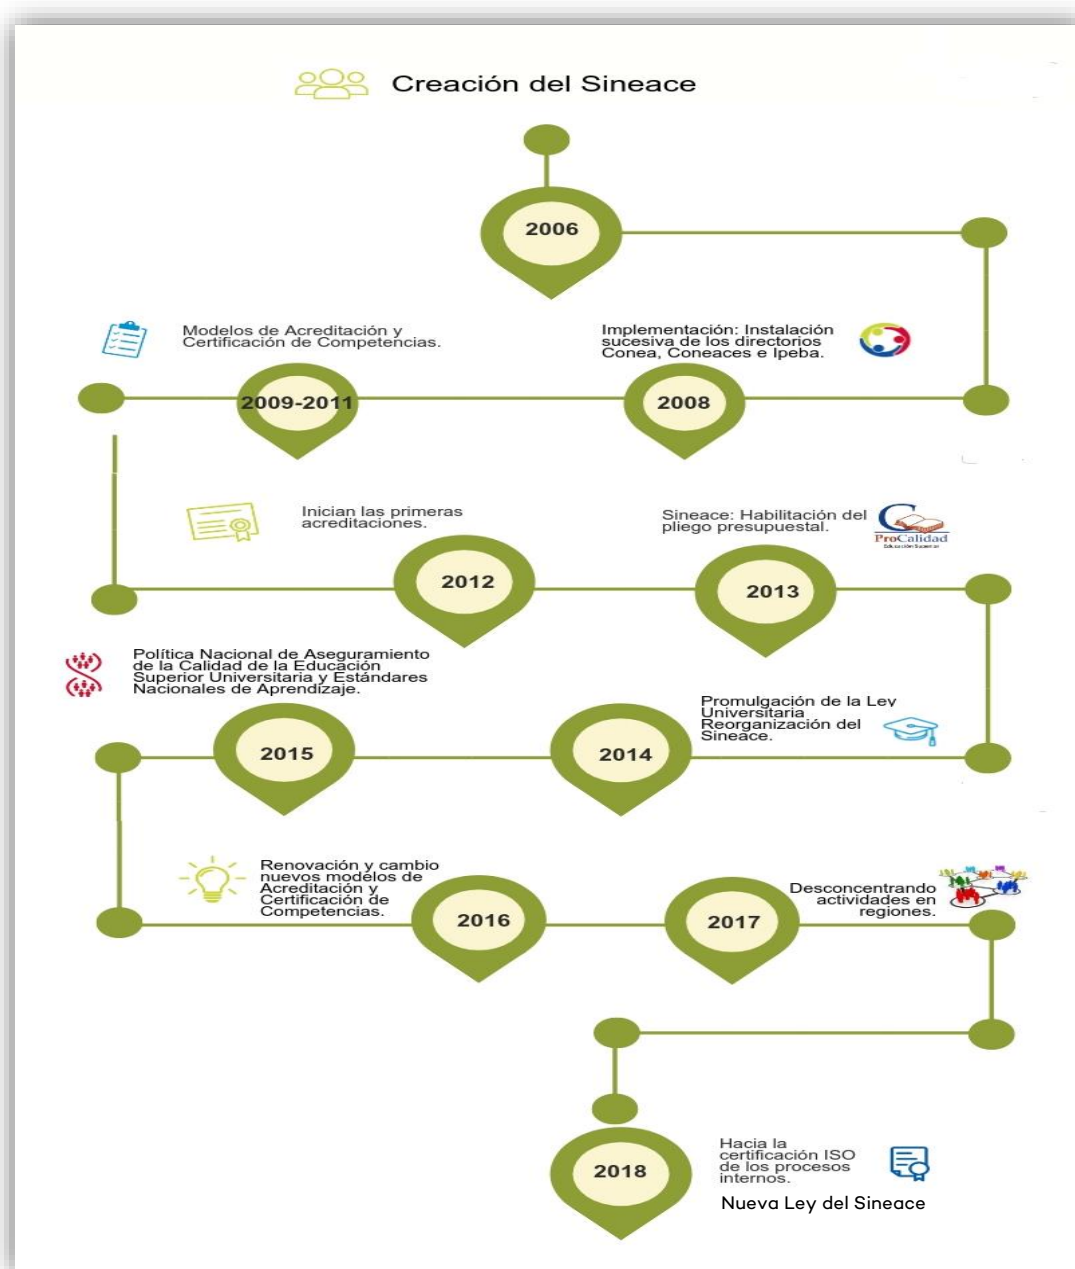 Creación del Sineace
2006
Implementación: Instalación
sucesiva de los directorios
Conea, Coneaces e Ipeba.
2008
Modelos de Acreditación y
Certificación de Competencias.
2009-2011
Inician las primeras
acreditaciones.
2012
Sineace: Habilitación del
pliego presupuestal.
ProCalidad
Educación Superior
2013
Promulgación de la Ley
Universitaria
Reorganización del
Sineace.
2014
Política Nacional de Aseguramiento
de la Calidad de la Educación
Superior Universitaria y Estándares
Nacionales de Aprendizaje.
2015
Renovación y cambio
nuevos modelos de
Acreditación y
Certificación de
Competencias.
2016
Desconcentrando
actividades en
regiones.
2017
Hacia la
certificación ISO
de los procesos
internos.
Nueva Ley del Sineace
2018